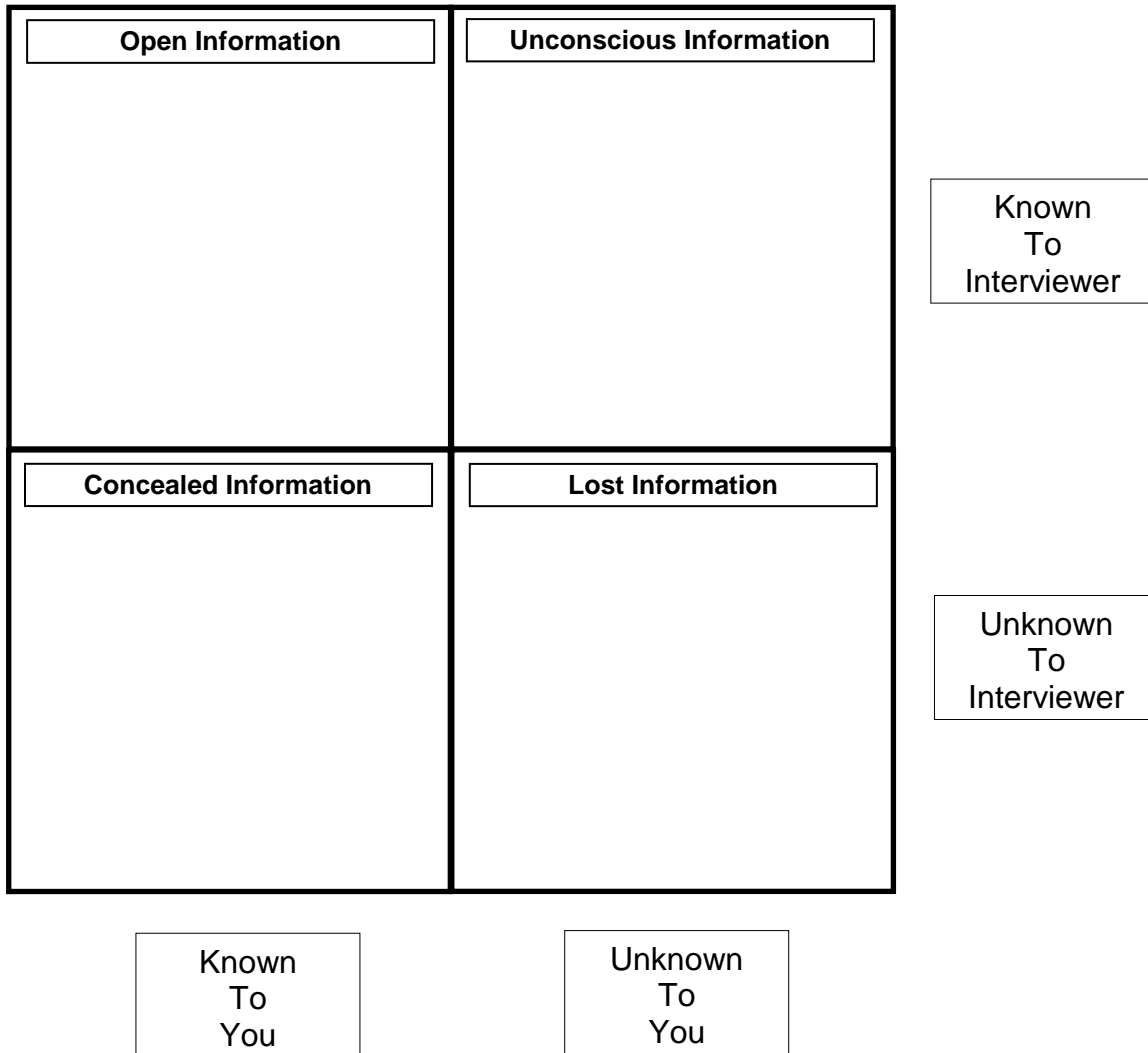 Open Information
Unconscious Information
Known
To
Interviewer
Concealed Information
Lost Information
Unknown
To
Interviewer
Known
To
You
Unknown
To
You